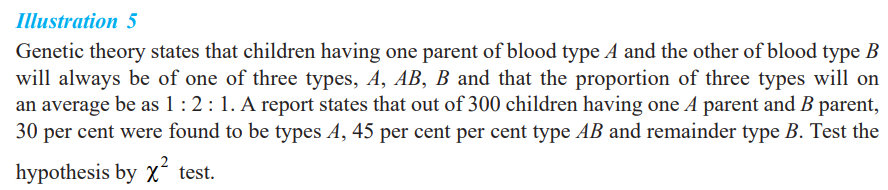 Illustration 5
Genetic theory states that children having one parent of blood type A and the other of blood type B
will always be of one of three types, A, AB, B and that the proportion of three types will on
an average be as 1 : 2 : 1. A report states that out of 300 children having one A parent and B parent,
30 per cent were found to be types A, 45 per cent per cent type AB and remainder type B. Test the
hypothesis by χ² test.